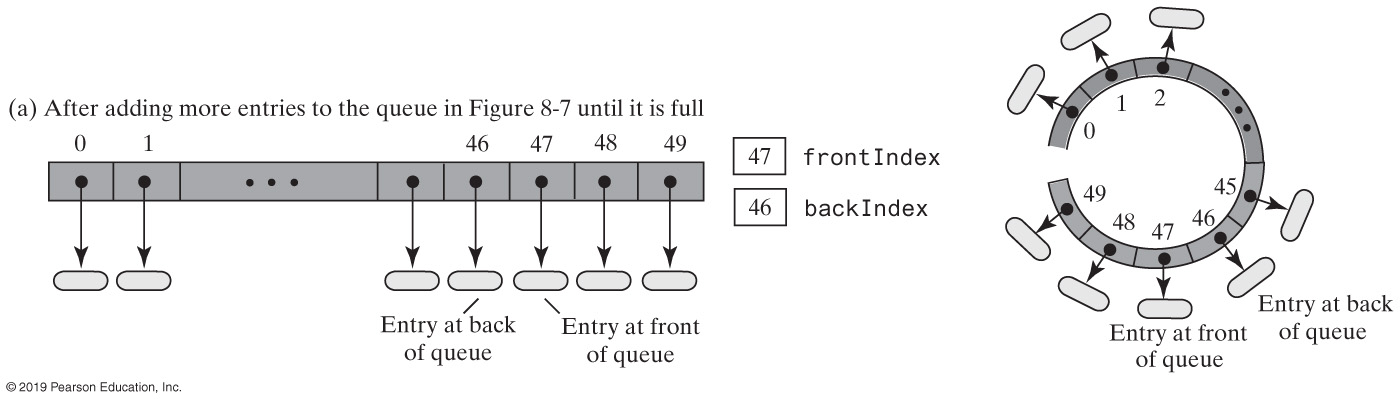 (a) After adding more entries to the queue in Figure 8-7 until it is full
0 1 46 47 48 49
47 frontIndex
46 backIndex
Entry at back
of queue
Entry at front
of queue
0
1
2
45
46
47
48
49
Entry at back
of queue
Entry at front
of queue
© 2019 Pearson Education, Inc.